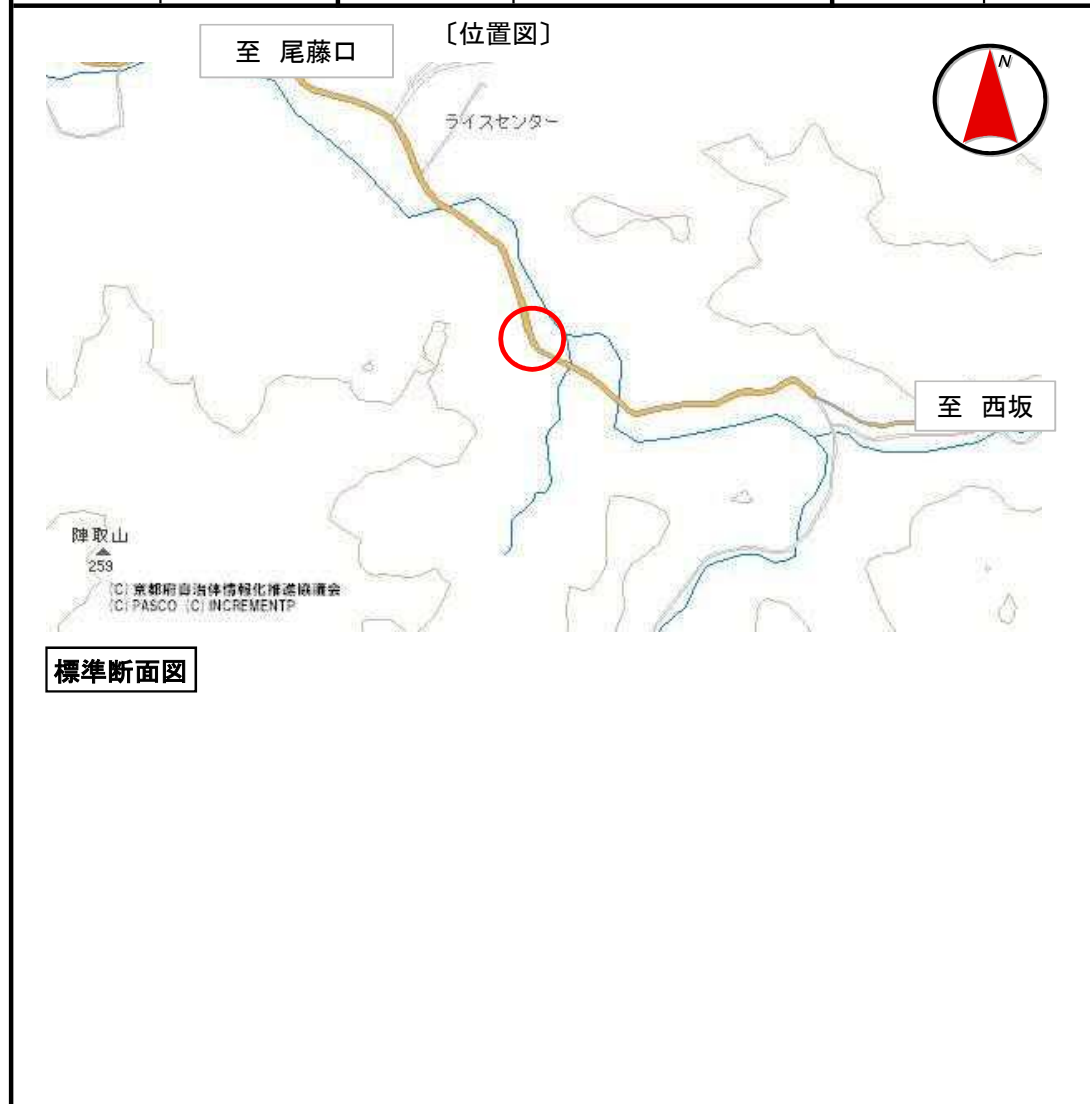 〔位置図〕
至 尾藤口
N
ライスセンター
至 西坂
陣取山
259
(C) 京都府自治体情報化推進協議会
(C) PASCO (C) INCREMENTP
標準断面図